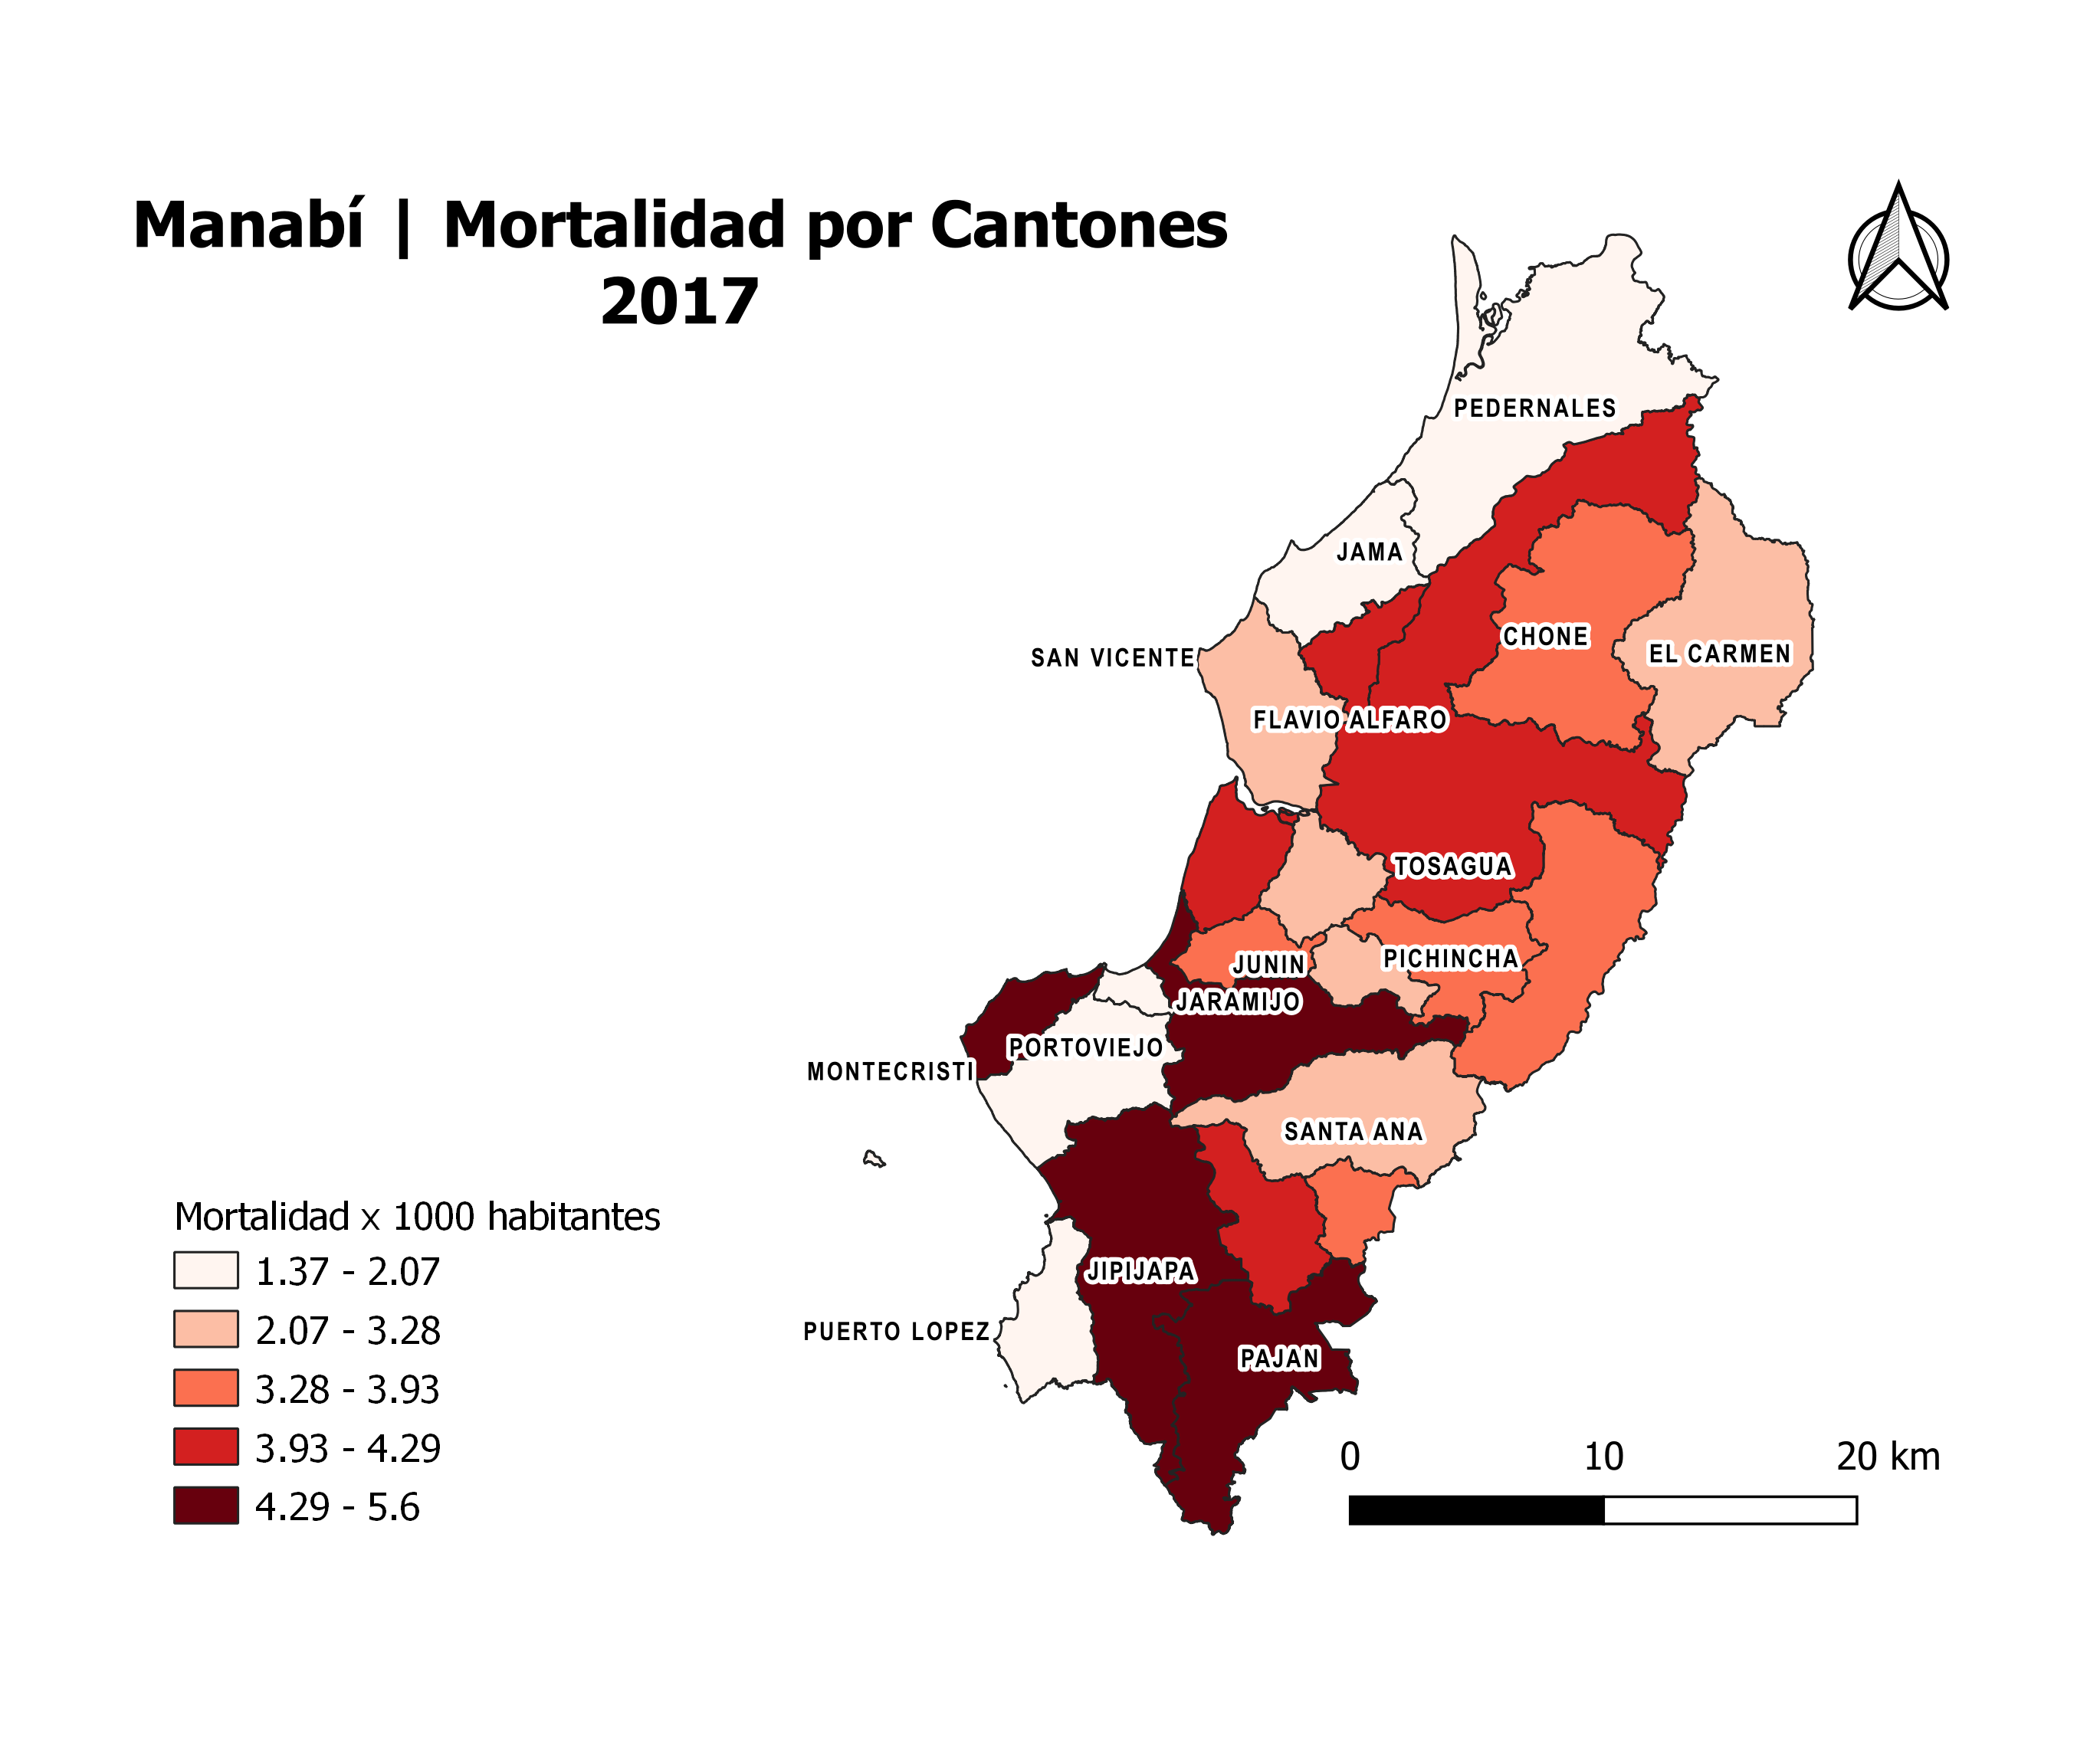 Manabí | Mortalidad por Cantones
2017
PEDERNALES
JAMA
CHONE
SAN VICENTE
EL CARMEN
FLAVIO ALFARO
TOSAGUA
PICHINCHA
JUNIN
JARAMIJO
PORTOVIEJO
MONTECRISTI
SANTA ANA
JIPIJAPA
PUERTO LOPEZ
PAJAN
Mortalidad x 1000 habitantes
1.37 - 2.07
2.07 - 3.28
3.28 - 3.93
3.93 - 4.29
4.29 - 5.6
0 10 20 km